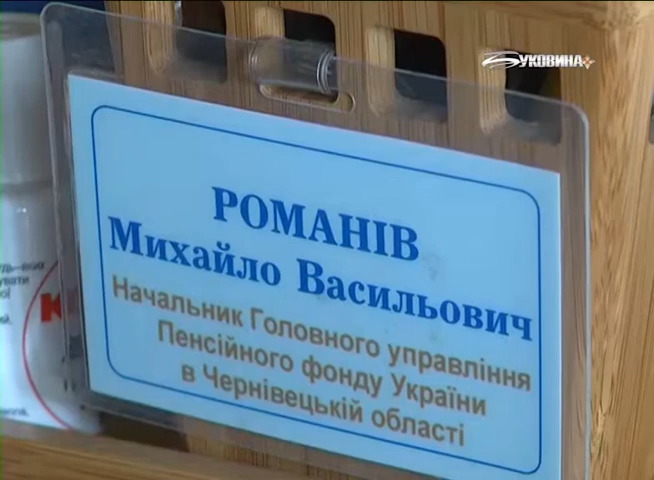 БУКОВИНА+
РОМАНІВ
Михайло Васильович
Начальник Головного управління
Пенсійного фонду України
в Чернівецькій області